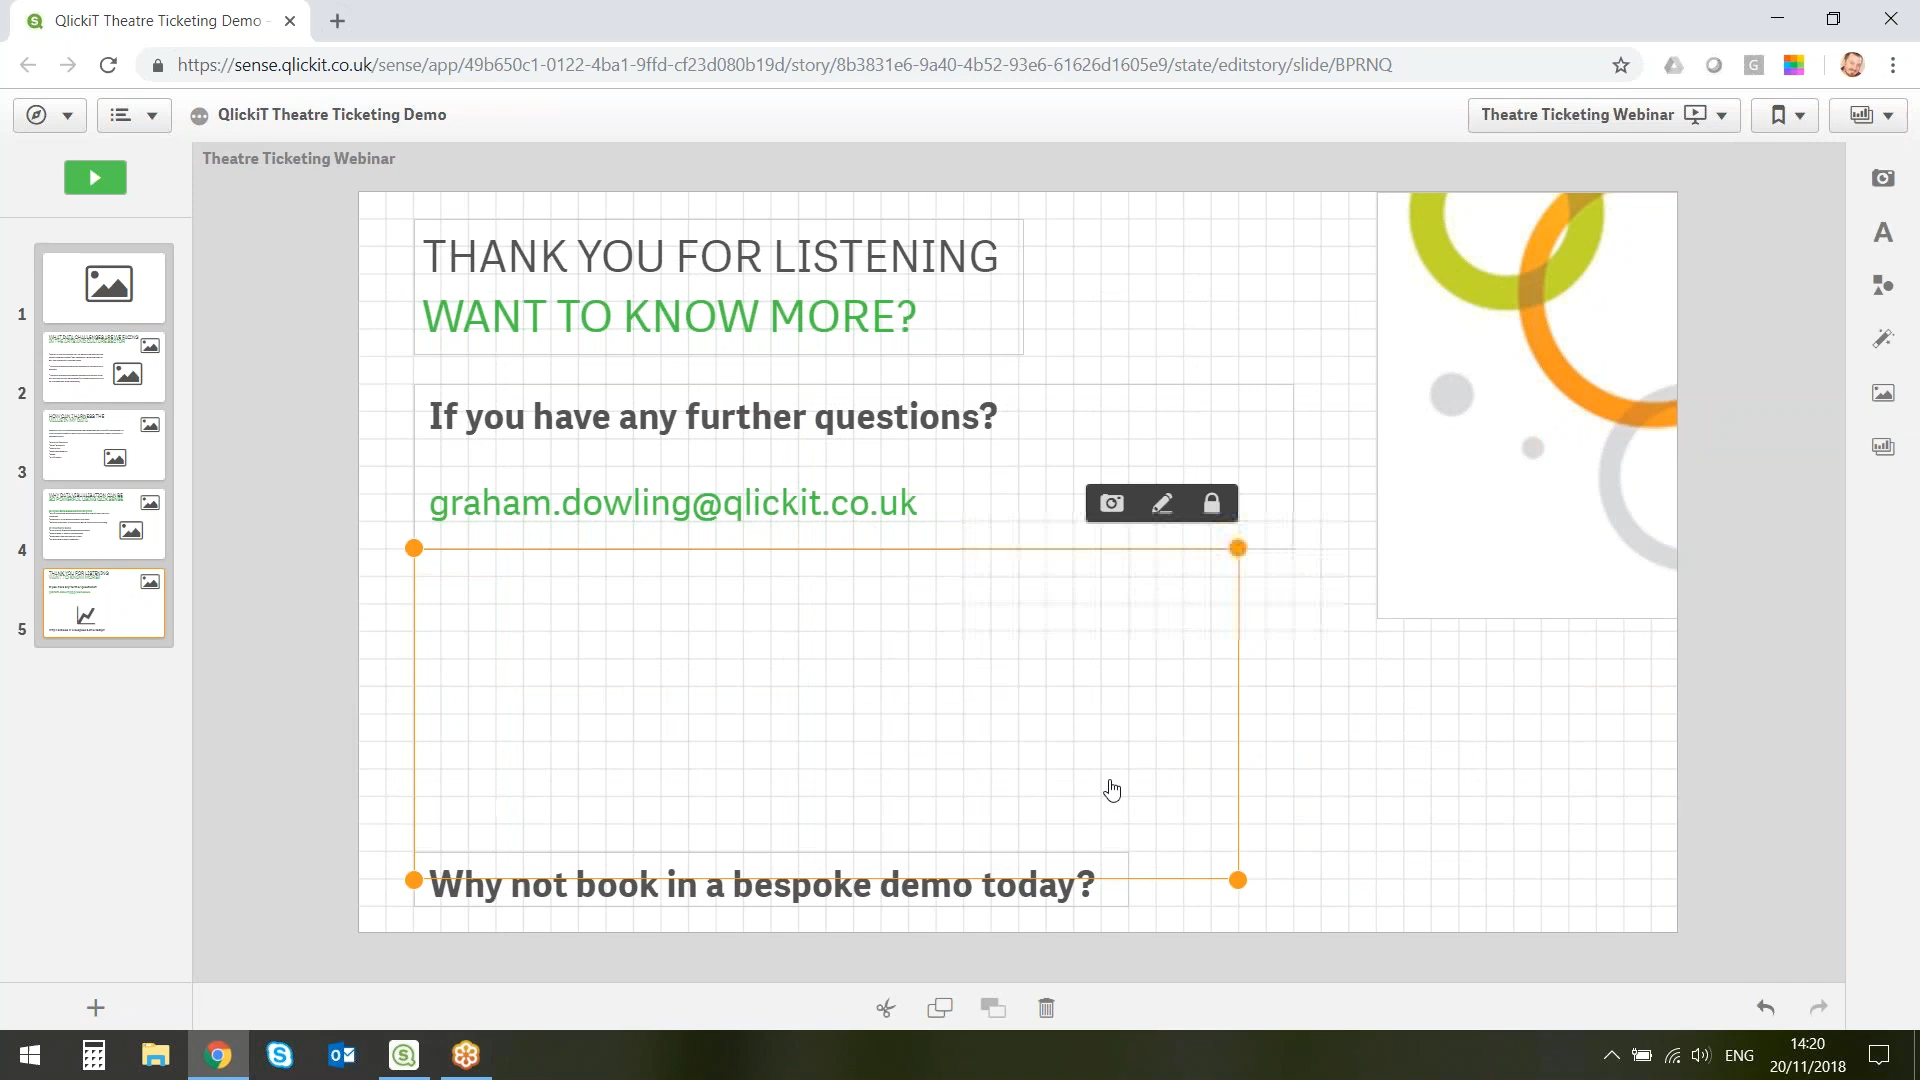 QlickiT Theatre Ticketing Demo -
https://sense.qlickit.co.uk/sense/app/49b650c1-0122-4ba1-9ffd-cf23d080b19d/story/8b3831e6-9a40-4b52-93e6-61626d1605e9/state/editstory/slide/BPRNQ
G
QlickiT Theatre Ticketing Demo
Theatre Ticketing Webinar
Theatre Ticketing Webinar
THANK YOU FOR LISTENING
WANT TO KNOW MORE?
If you have any further questions?
graham.dowling@qlickit.co.uk
Why not book in a bespoke demo today?
1
2
3
4
5
A
ENG
14:20
20/11/2018